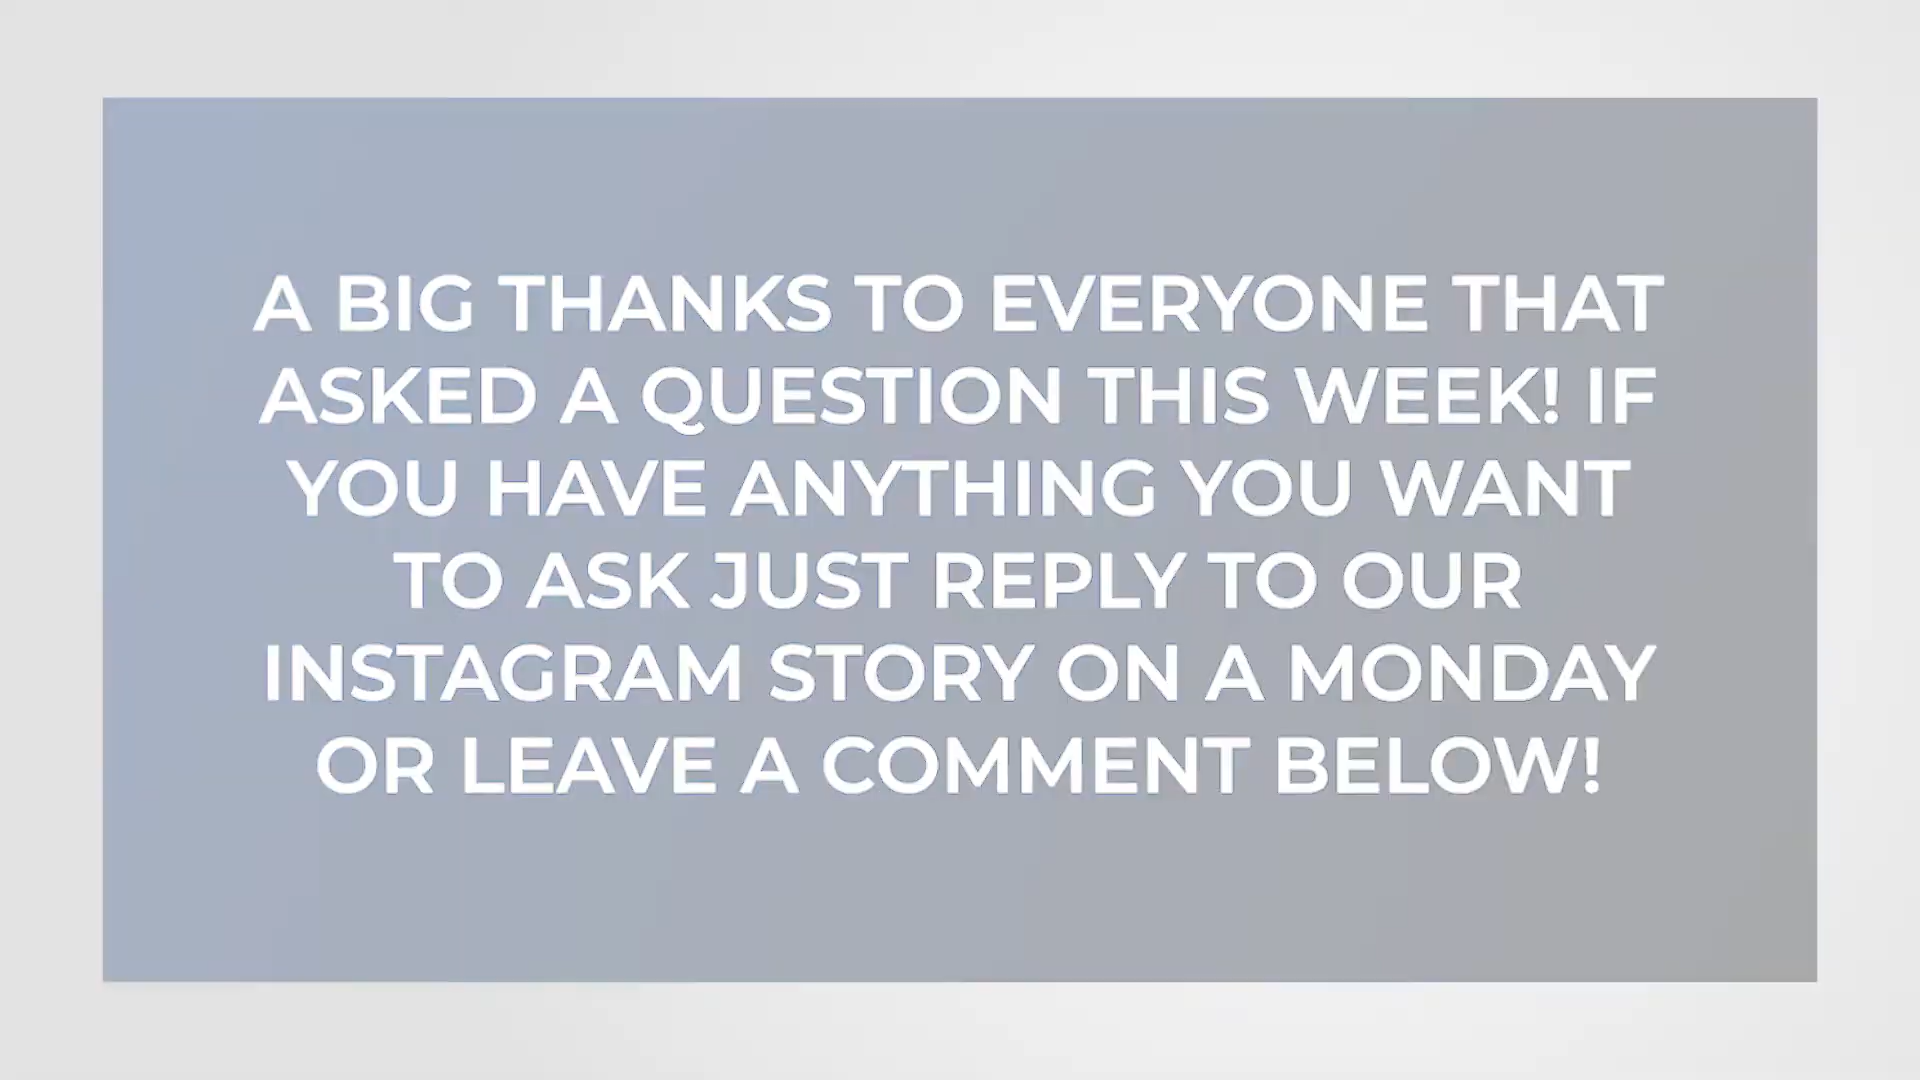 A BIG THANKS TO EVERYONE THAT
ASKED A QUESTION THIS WEEK! IF
YOU HAVE ANYTHING YOU WANT
TO ASK JUST REPLY TO OUR
INSTAGRAM STORY ON A MONDAY
OR LEAVE A COMMENT BELOW!